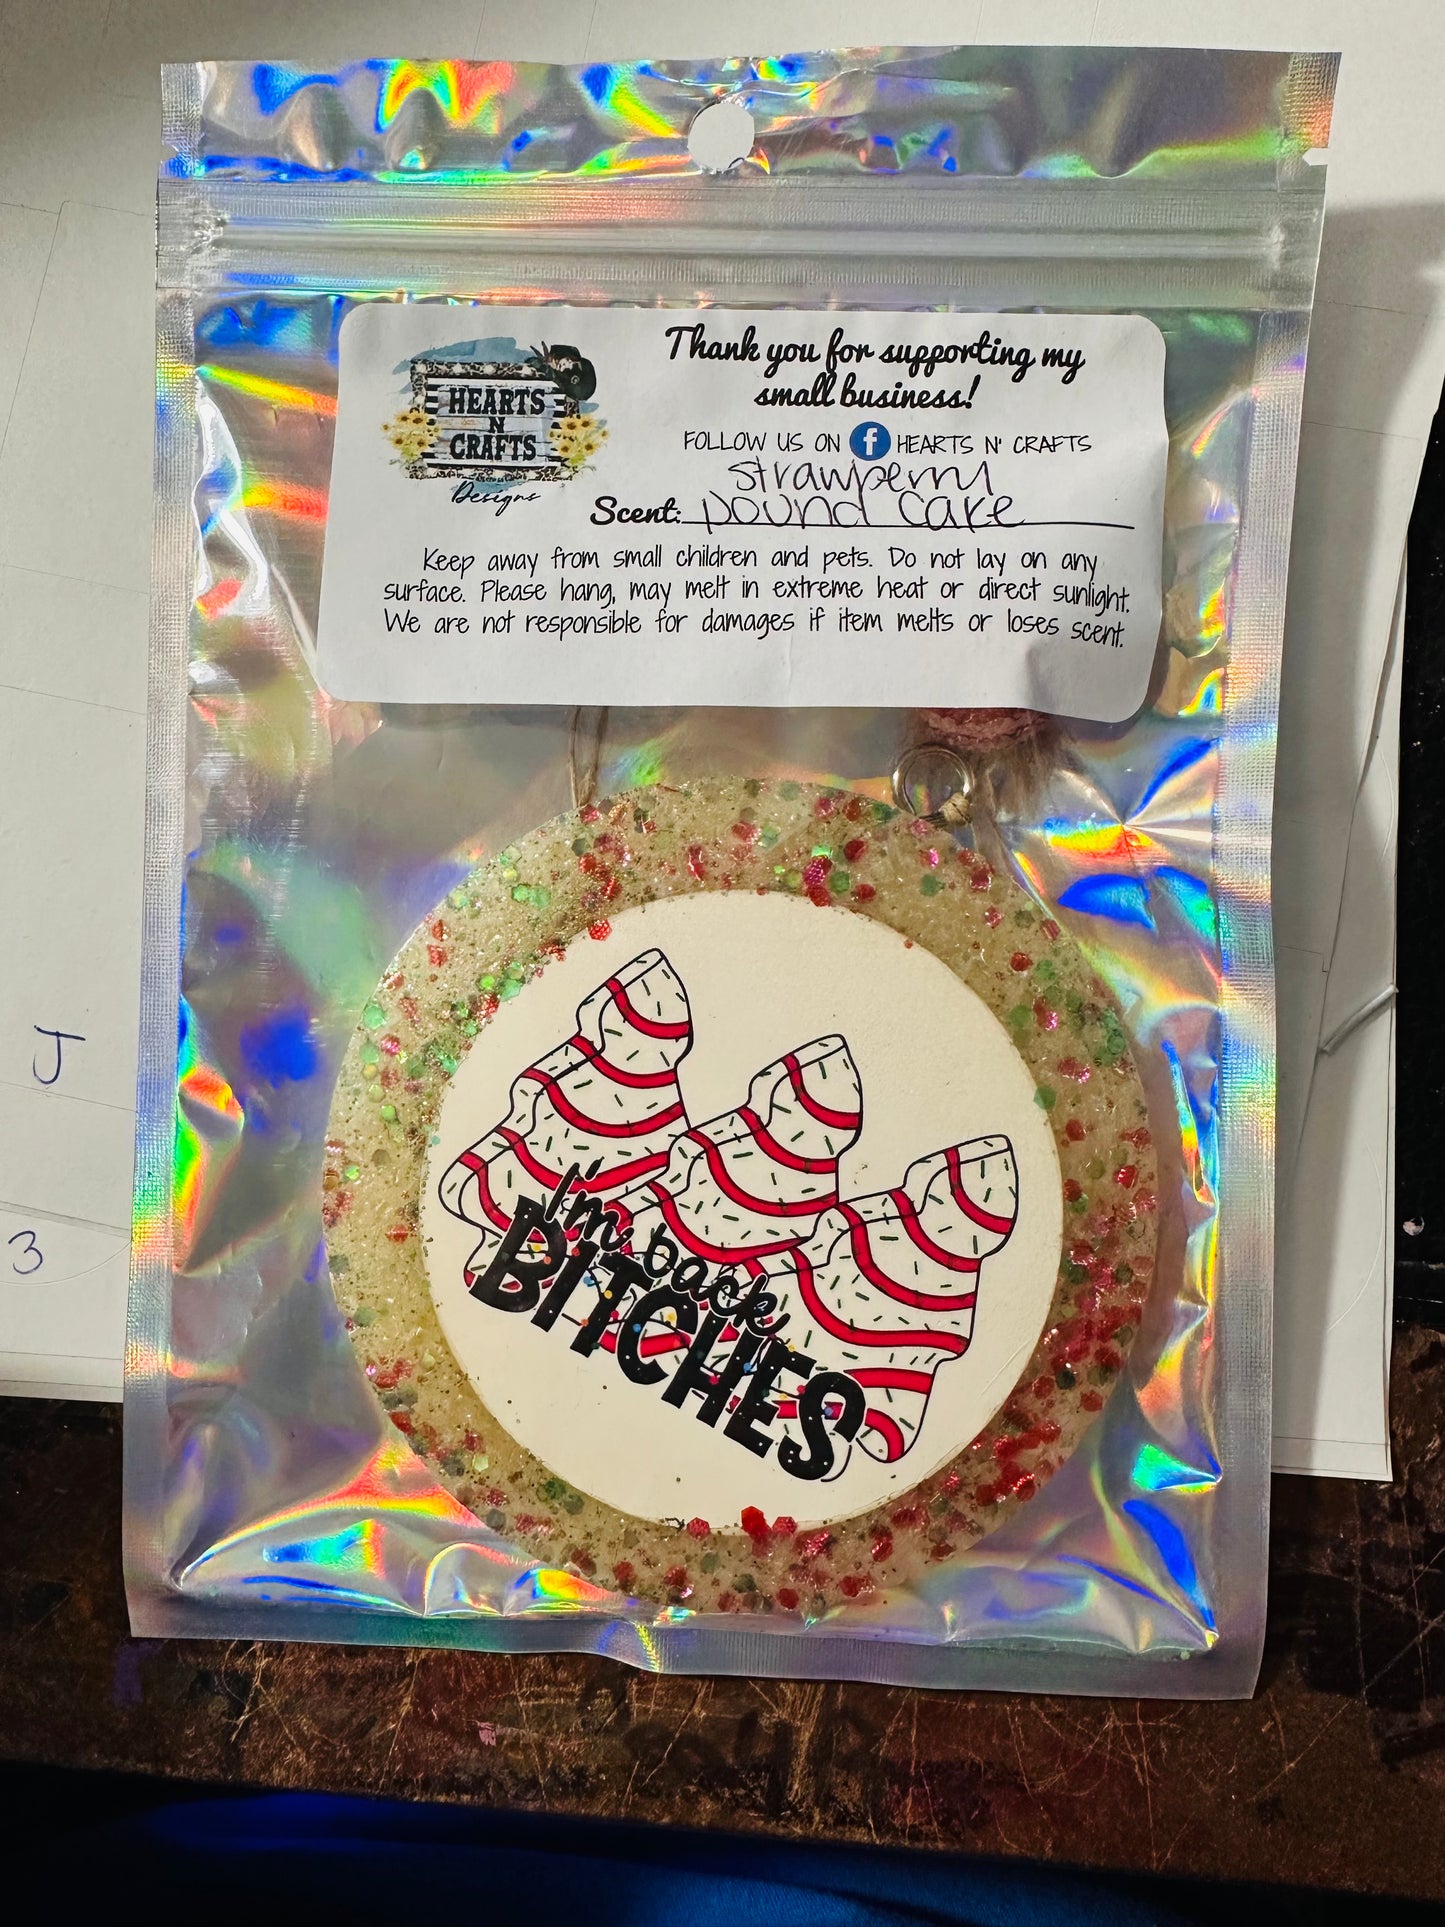 HEARTS
N
CRAFTS
Designs
Thank you for supporting my
small business!
FOLLOW US ON f HEARTS N' CRAFTS
strawberry
Scent: pound cake
Keep away from small children and pets. Do not lay on any
surface. Please hang, may melt in extreme heat or direct sunlight.
We are not responsible for damages if item melts or loses scent.
J
3
I'm back
BITCHES